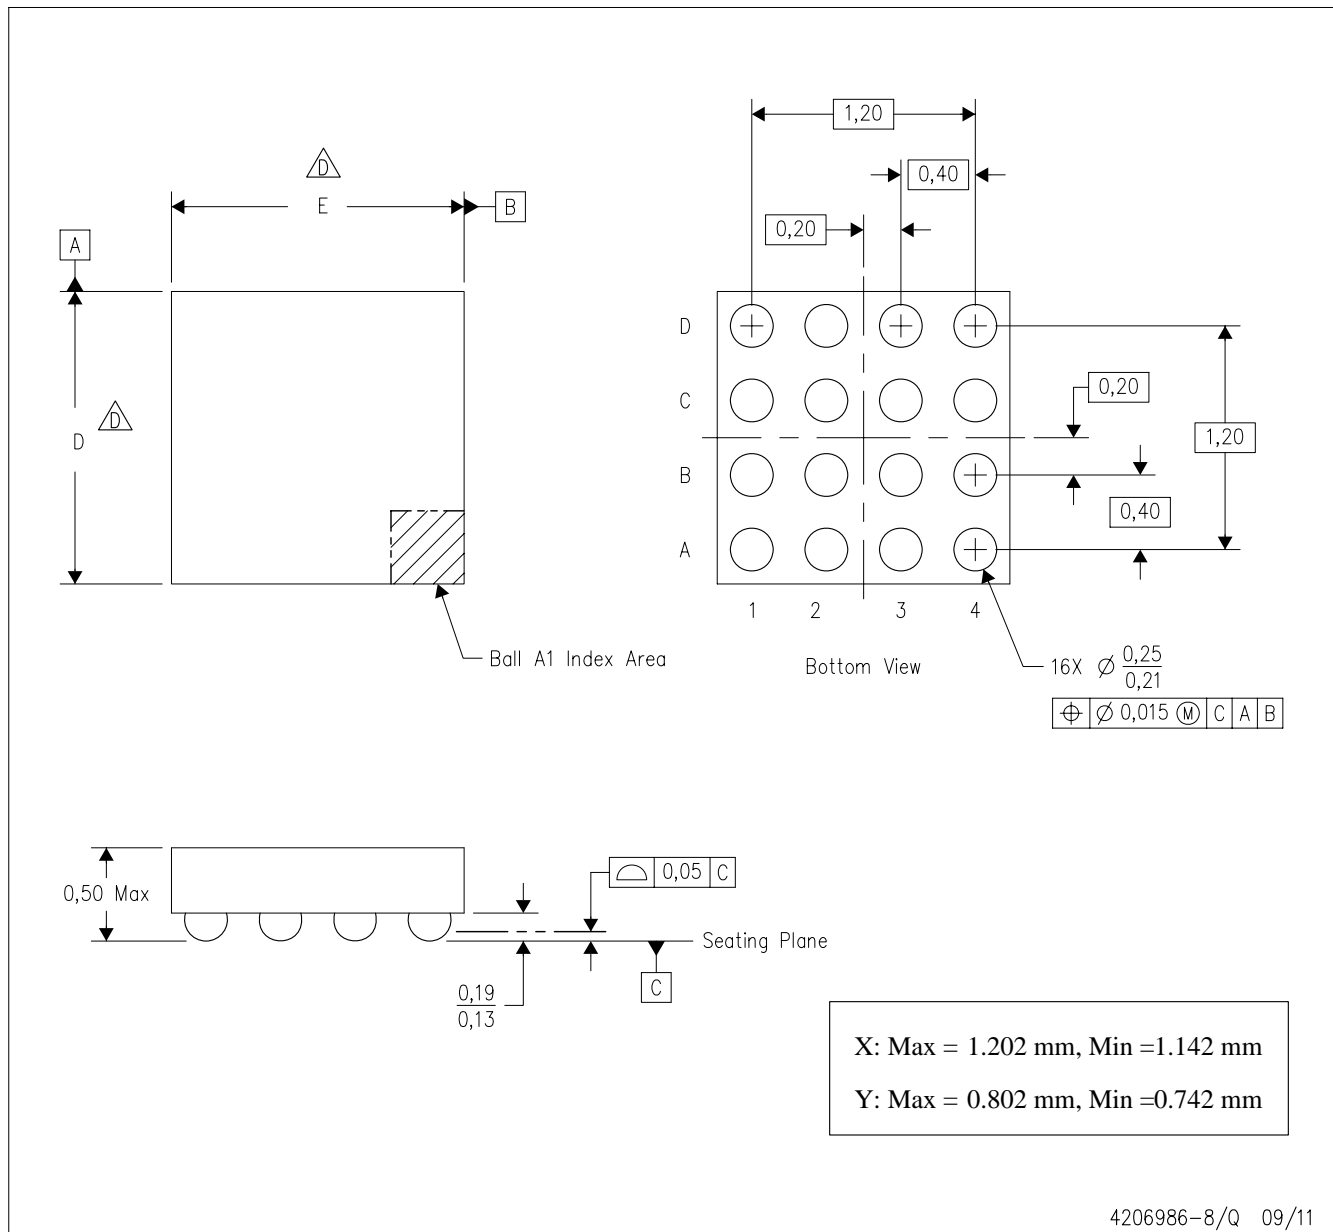 1,20
D
0,40
E
B
0,20
A
D
C
D
D
0,20
1,20
B
0,40
A
1 2 3 4
Ball A1 Index Area
Bottom View
16X Ø 0,25
0,21
⌖ Ø 0,015 Ⓜ C A B
0,50 Max
0,05 C
Seating Plane
C
0,19
0,13
X: Max = 1.202 mm, Min =1.142 mm
Y: Max = 0.802 mm, Min =0.742 mm
4206986-8/Q 09/11